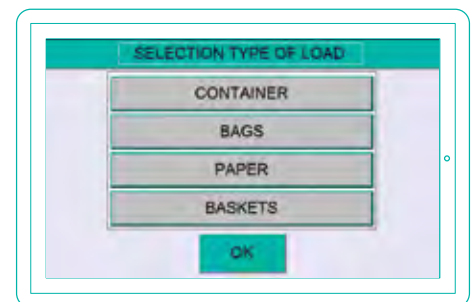 SELECTION TYPE OF LOAD
CONTAINER
BAGS
PAPER
BASKETS
OK